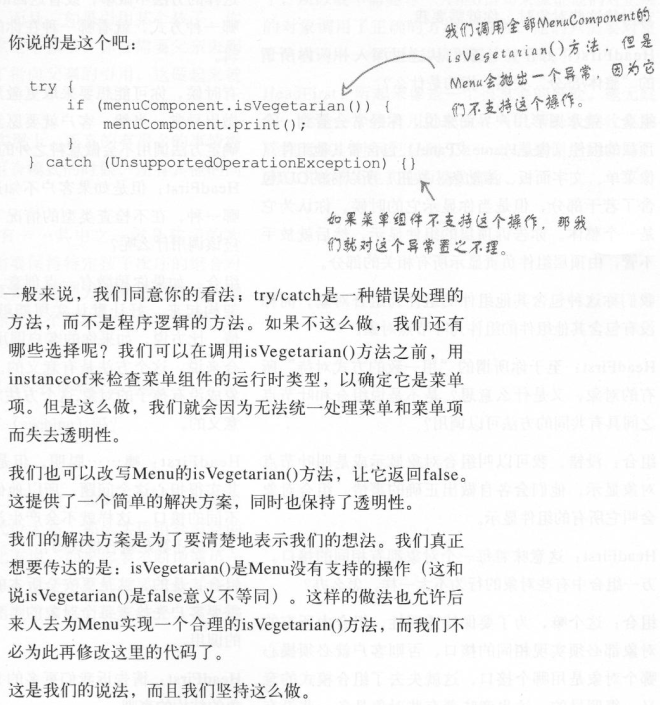 你说的是这个吧：
我们调用全部MenuComponent的
isVegetarian()方法，但是
Menu会抛出一个异常，因为它
们不支持这个操作。
try {
if (menuComponent.isVegetarian()) {
menuComponent.print();
}
} catch (UnsupportedOperationException) {}
如果菜单组件不支持这个操作，那我
们就对这个异常置之不理。
一般来说，我们同意你的看法；try/catch是一种错误处理的
方法，而不是程序逻辑的方法。如果不这么做，我们还有
哪些选择呢？我们可以在调用isVegetarian()方法之前，用
instanceof来检查菜单组件的运行时类型，以确定它是菜单
项。但是这么做，我们就会因为无法统一处理菜单和菜单项
而失去透明性。
我们也可以改写Menu的isVegetarian()方法，让它返回false。
这提供了一个简单的解决方案，同时也保持了透明性。
我们的解决方案是为了要清楚地表示我们的想法。我们真正
想要传达的是：isVegetarian()是Menu没有支持的操作（这和
说isVegetarian()是false意义不等同）。这样的做法也允许后
来人去为Menu实现一个合理的isVegetarian()方法，而我们不
必为此再修改这里的代码了。
这是我们的说法，而且我们坚持这么做。